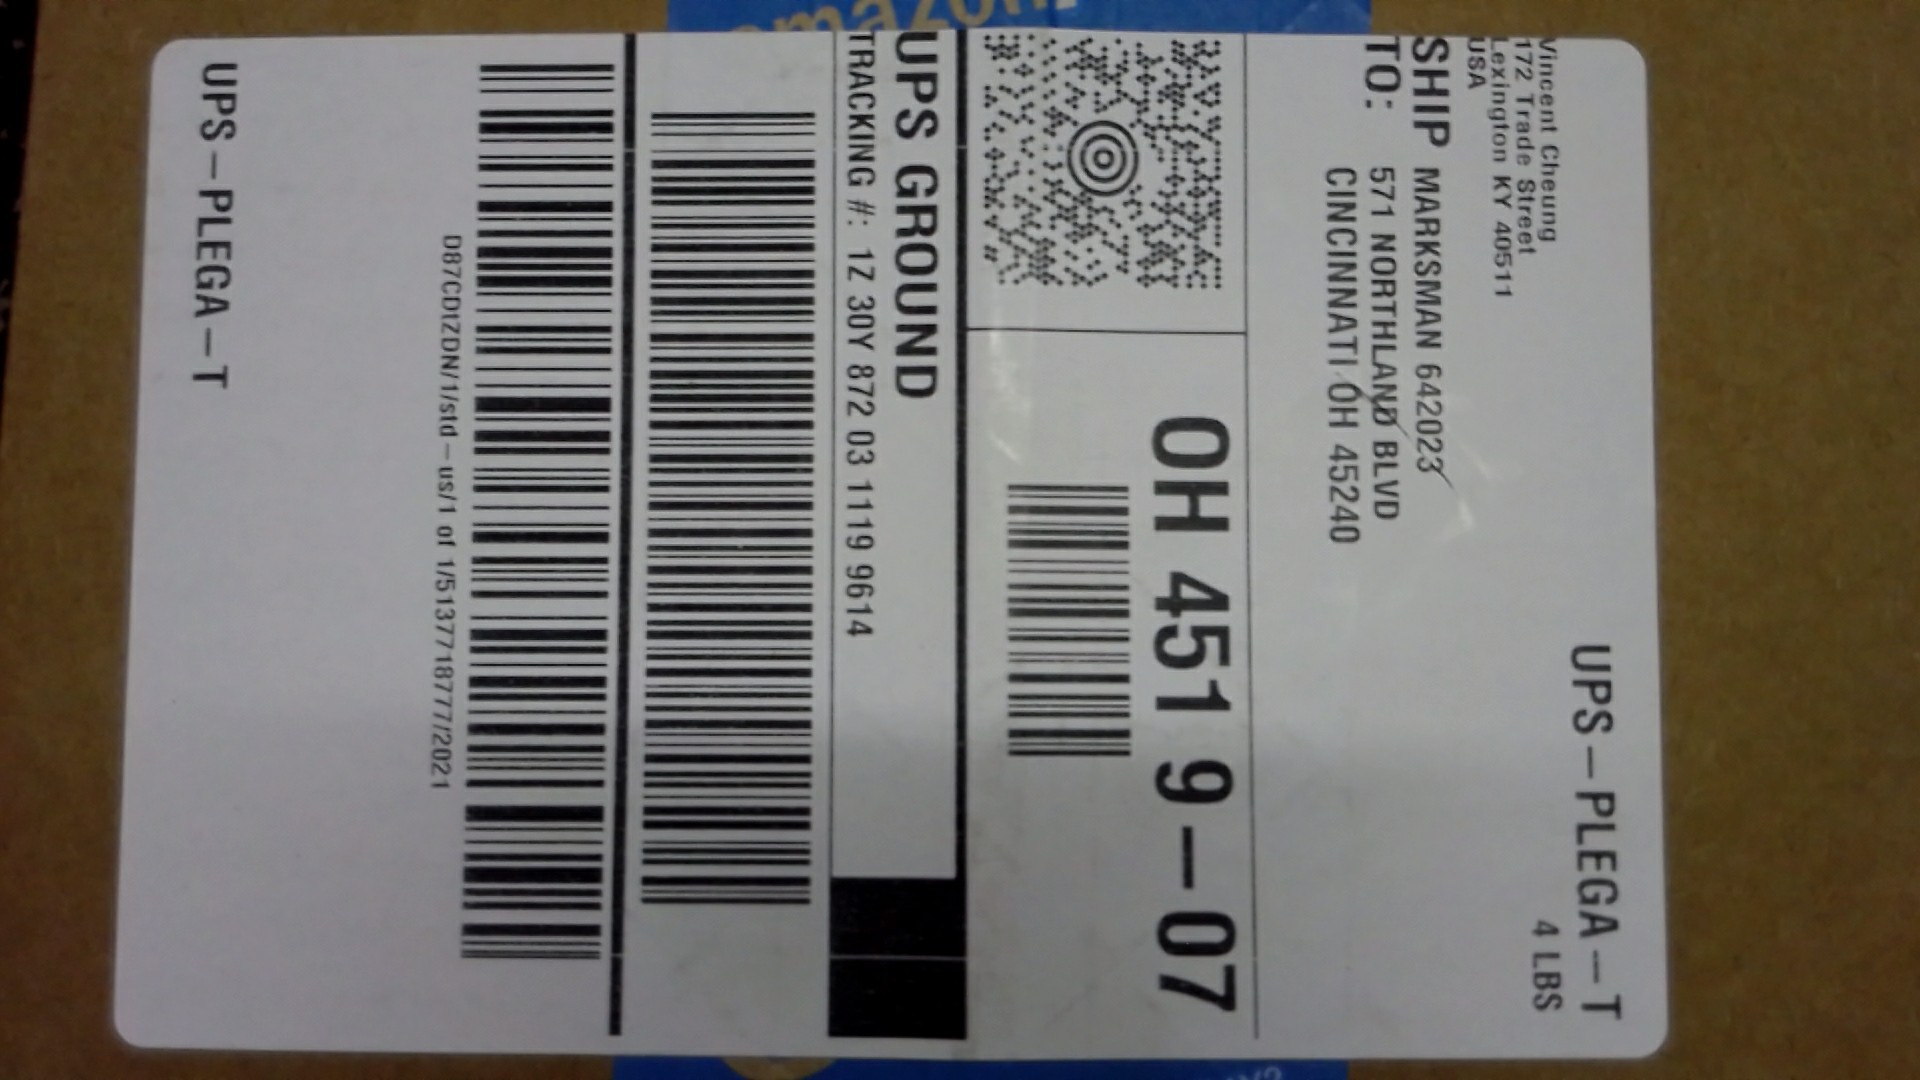 amazon
UPS-PLEGA-T
4 LBS
Vincent Cheung
172 Trade Street
Lexington KY 40511
USA
SHIP
TO:
MARKSMAN 642023
571 NORTHLAND BLVD
CINCINNATI OH 45240
OH 451 9-07
UPS GROUND
TRACKING #: 1Z 30Y 872 03 1119 9614
D87CDtZDN/1/std-us/1 of 1/5137718777/2021
UPS-PLEGA-T